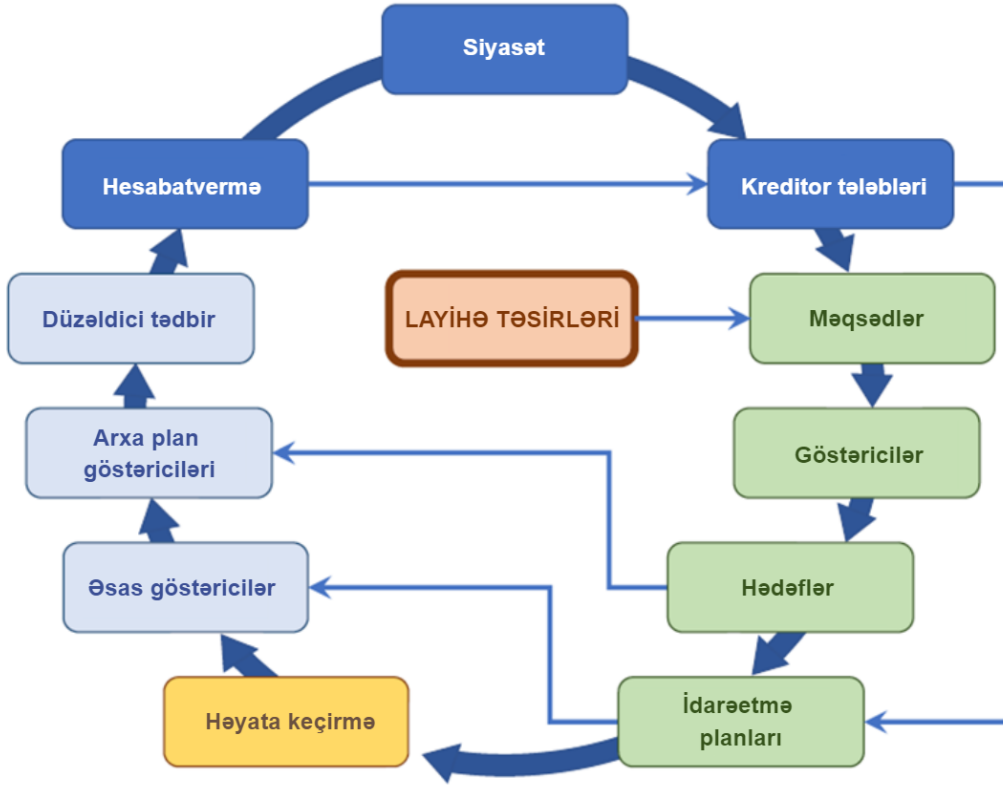 Siyasət
Hesabatvermə
Kreditor tələbləri
Düzəldici tədbir
LAYİHƏ TƏSİRLƏRİ
Məqsədlər
Arxa plan
göstəriciləri
Göstəricilər
Əsas göstəricilər
Hədəflər
Həyata keçirmə
İdarəetmə
planları